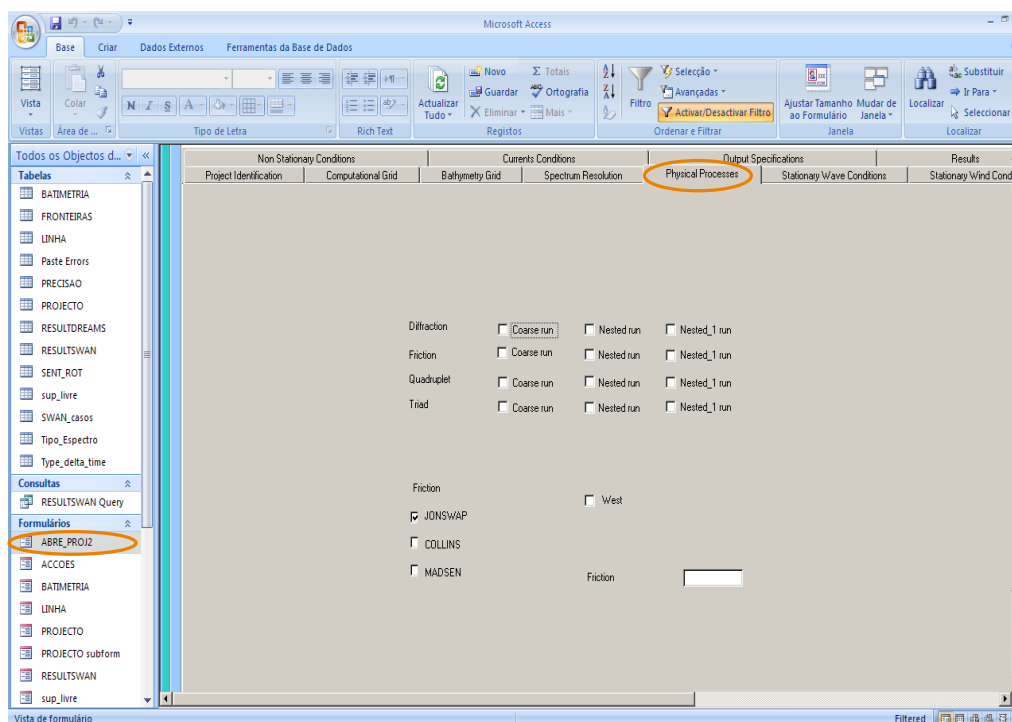 Microsoft Access
Base Criar Dados Externos Ferramentas da Base de Dados
Vista
Colar
N I S A
Actualizar Tudo
Novo
Guardar
Eliminar
Totais
Ortografia
Mais
Filtro
Selecção
Avançadas
Activar/Desactivar Filtro
Ajustar Tamanho ao Formulário
Mudar de Janela
Localizar
Substituir
Ir Para
Seleccionar
Vistas Área de ... Tipo de Letra Rich Text Registos Ordenar e Filtrar Janela Localizar
Todos os Objectos d...
Tabelas
BATIMETRIA
FRONTEIRAS
LINHA
Paste Errors
PRECISAO
PROJECTO
RESULTDREAMS
RESULTSWAN
SENT_ROT
sup_livre
SWAN_casos
Tipo_Espectro
Type_delta_time
Consultas
RESULTSWAN Query
Formulários
ABRE_PROJ2
ACCOES
BATIMETRIA
LINHA
PROJECTO
PROJECTO subform
RESULTSWAN
sup_livre
Non Stationary Conditions Currents Conditions Output Specifications Results
Project Identification Computational Grid Bathymetry Grid Spectrum Resolution Physical Processes Stationary Wave Conditions Stationary Wind Cond
Diffraction Coarse run Nested run Nested_1 run
Friction Coarse run Nested run Nested_1 run
Quadruplet Coarse run Nested run Nested_1 run
Triad Coarse run Nested run Nested_1 run
Friction
West
JONSWAP
COLLINS
MADSEN
Friction
Vista de formulário Filtered